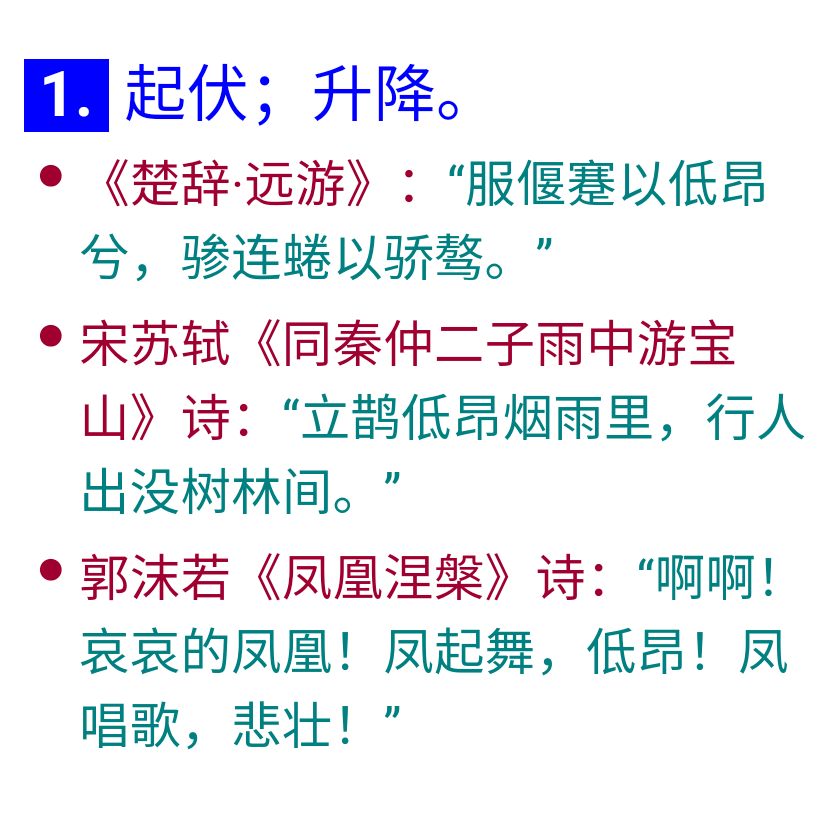 1. 起伏；升降。
《楚辞·远游》：“服偃蹇以低昂
兮，骖连蜷以骄骜。”
宋苏轼《同秦仲二子雨中游宝
山》诗：“立鹊低昂烟雨里，行人
出没树林间。”
郭沫若《凤凰涅槃》诗：“啊啊！
哀哀的凤凰！凤起舞，低昂！凤
唱歌，悲壮！”